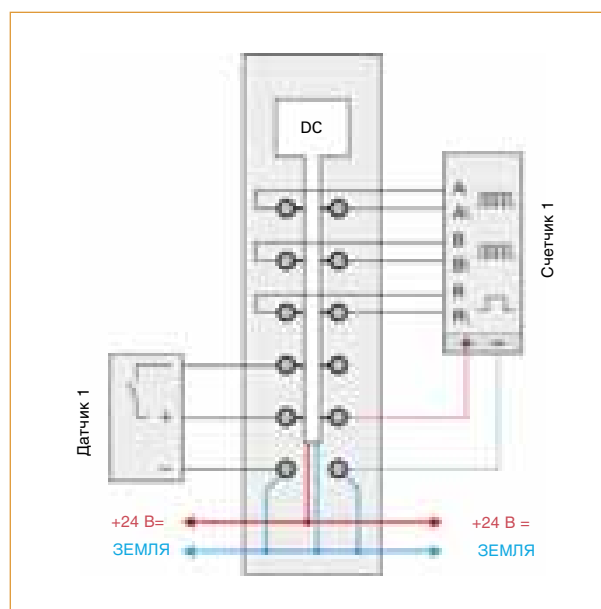 DC
A
A\
B
B\
R
R\
Счетчик 1
Датчик 1
+
–
+24 В=
+24 В =
ЗЕМЛЯ
ЗЕМЛЯ